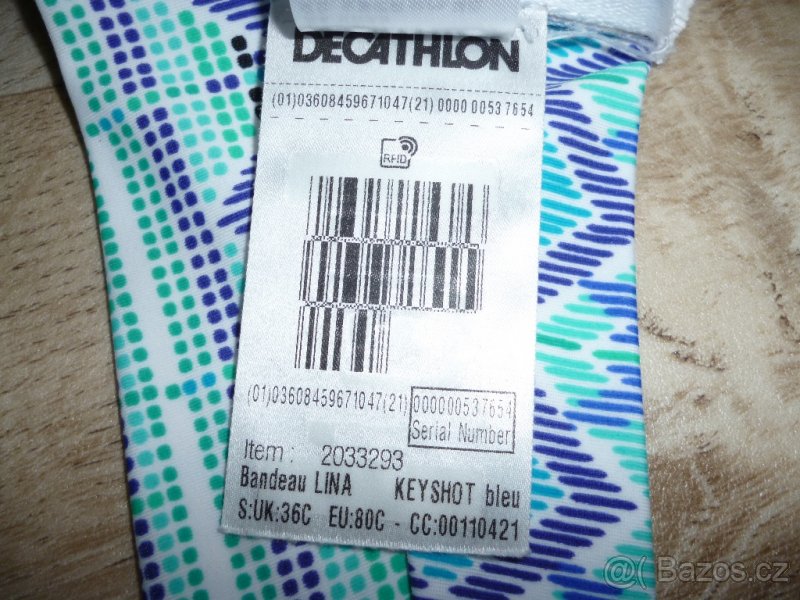 DECATHLON
(01)03608459671047(21) 0000 0053 7654
RFID
(01)03608459671047(21) 000000537654
Serial Number
Item : 2033293
Bandeau LINA KEYSHOT bleu
S:UK:36C EU:80C - CC:00110421
@ Bazos.cz